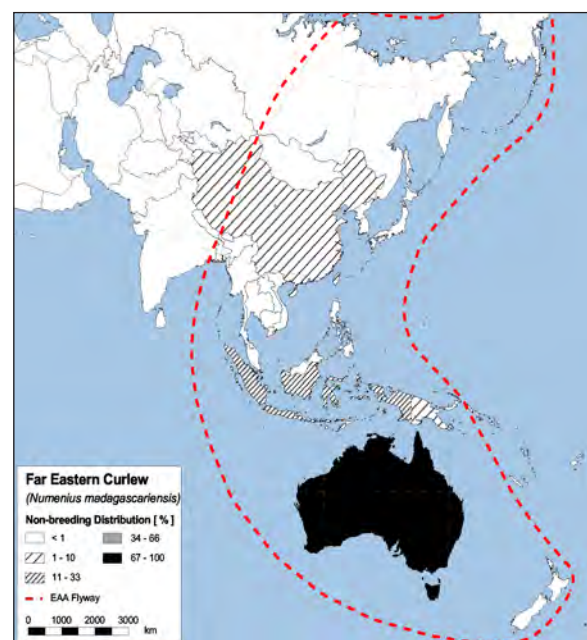 Far Eastern Curlew
(Numenius madagascariensis)
Non-breeding Distribution [ % ]
< 1 34 - 66
1 - 10 67 - 100
11 - 33
EAA Flyway
0 1000 2000 3000
km